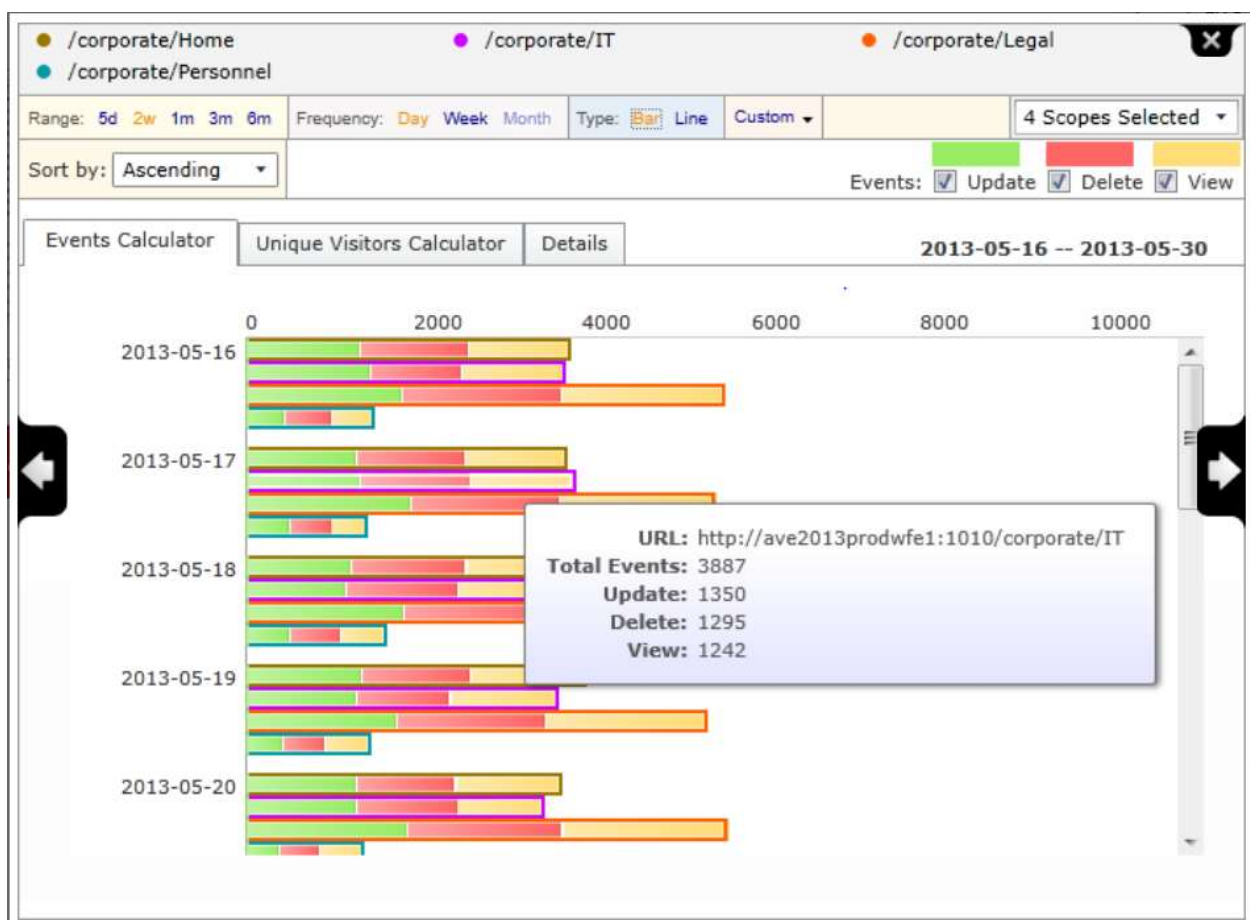 /corporate/Home /corporate/IT /corporate/Legal
/corporate/Personnel
Range: 5d 2w 1m 3m 6m Frequency: Day Week Month Type: Bar Line Custom 4 Scopes Selected
Sort by: Ascending Events: Update Delete View
Events Calculator Unique Visitors Calculator Details 2013-05-16 -- 2013-05-30
0 2000 4000 6000 8000 10000
2013-05-16
2013-05-17
URL: http://ave2013prodwfe1:1010/corporate/IT
Total Events: 3887
2013-05-18
Update: 1350
Delete: 1295
View: 1242
2013-05-19
2013-05-20